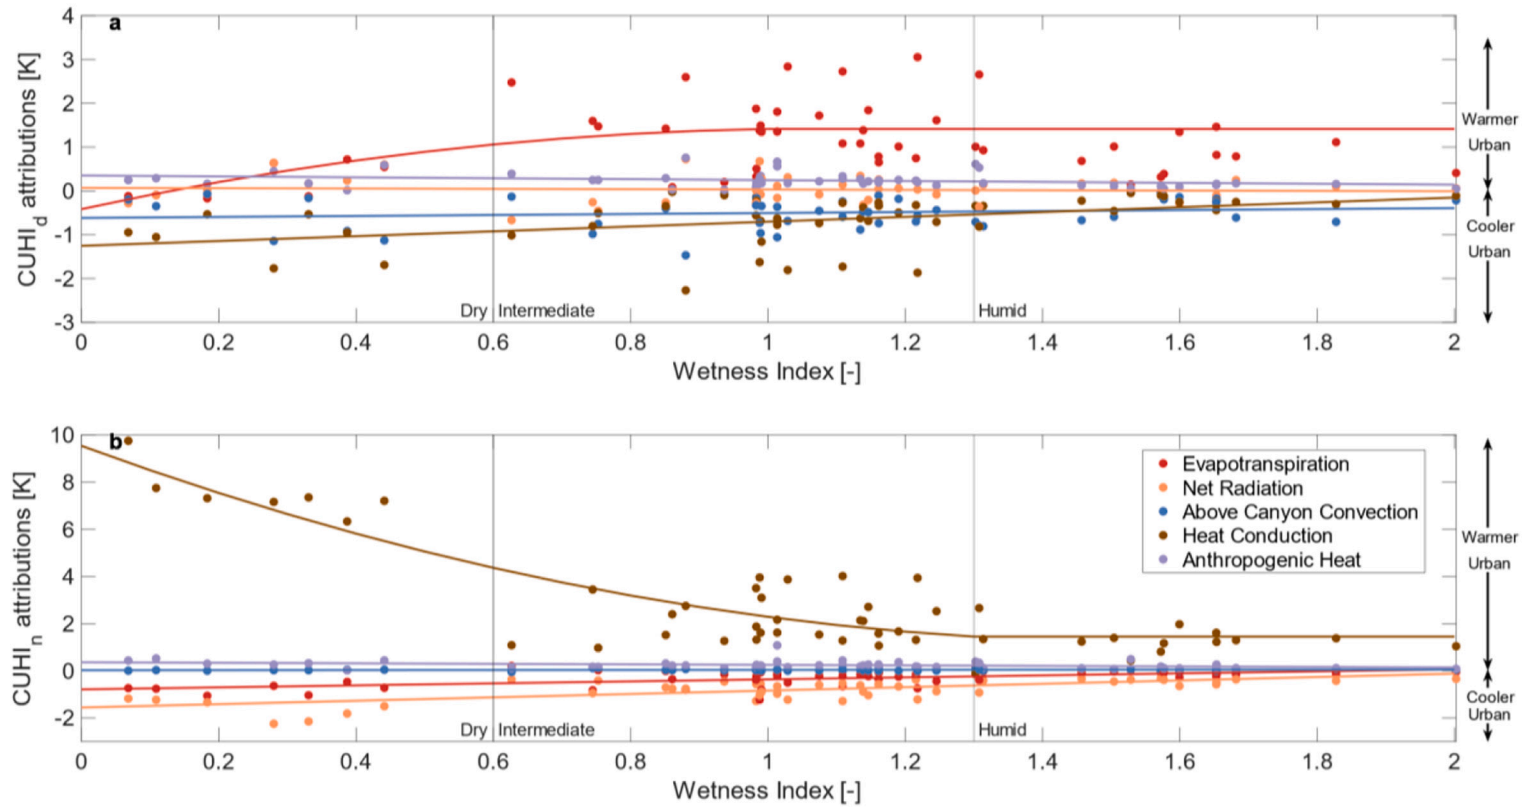 a
4
3
2
1
0
-1
-2
-3
CUHId attributions [K]
Warmer
Urban
Cooler
Urban
Dry Intermediate
Humid
0 0.2 0.4 0.6 0.8 1 1.2 1.4 1.6 1.8 2
Wetness Index [-]
b
10
8
6
4
2
0
-2
CUHIn attributions [K]
Evapotranspiration
Net Radiation
Above Canyon Convection
Heat Conduction
Anthropogenic Heat
Warmer
Urban
Cooler
Urban
Dry Intermediate
Humid
0 0.2 0.4 0.6 0.8 1 1.2 1.4 1.6 1.8 2
Wetness Index [-]